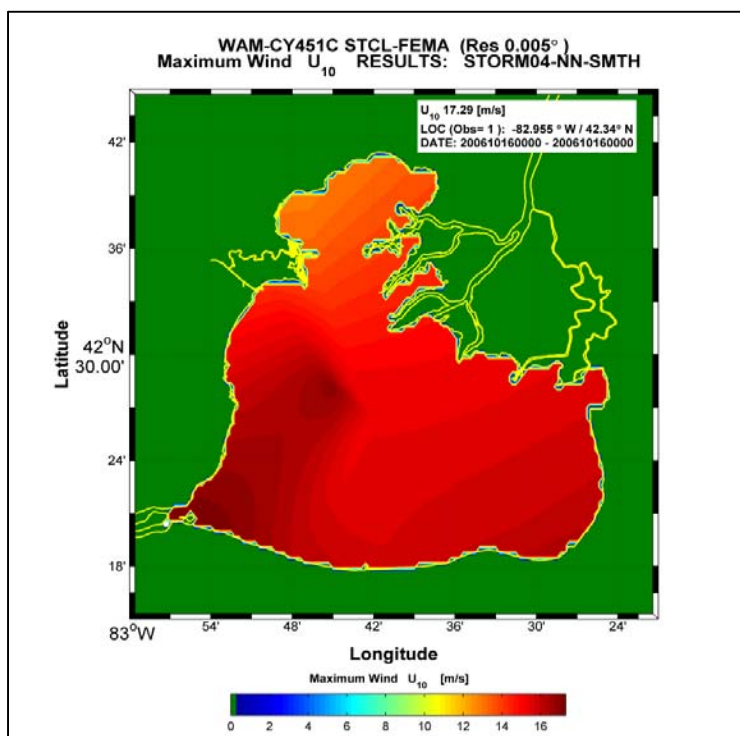 WAM-CY451C STCL-FEMA (Res 0.005°)
Maximum Wind U10 RESULTS: STORM04-NN-SMTH
U10 17.29 [m/s]
LOC (Obs= 1 ): -82.955 ° W / 42.34° N
DATE: 200610160000 - 200610160000
42'
36'
42°N
30.00'
24'
18'
Latitude
83°W
54'
48'
42'
36'
30'
24'
Longitude
Maximum Wind U10 [m/s]
0 2 4 6 8 10 12 14 16